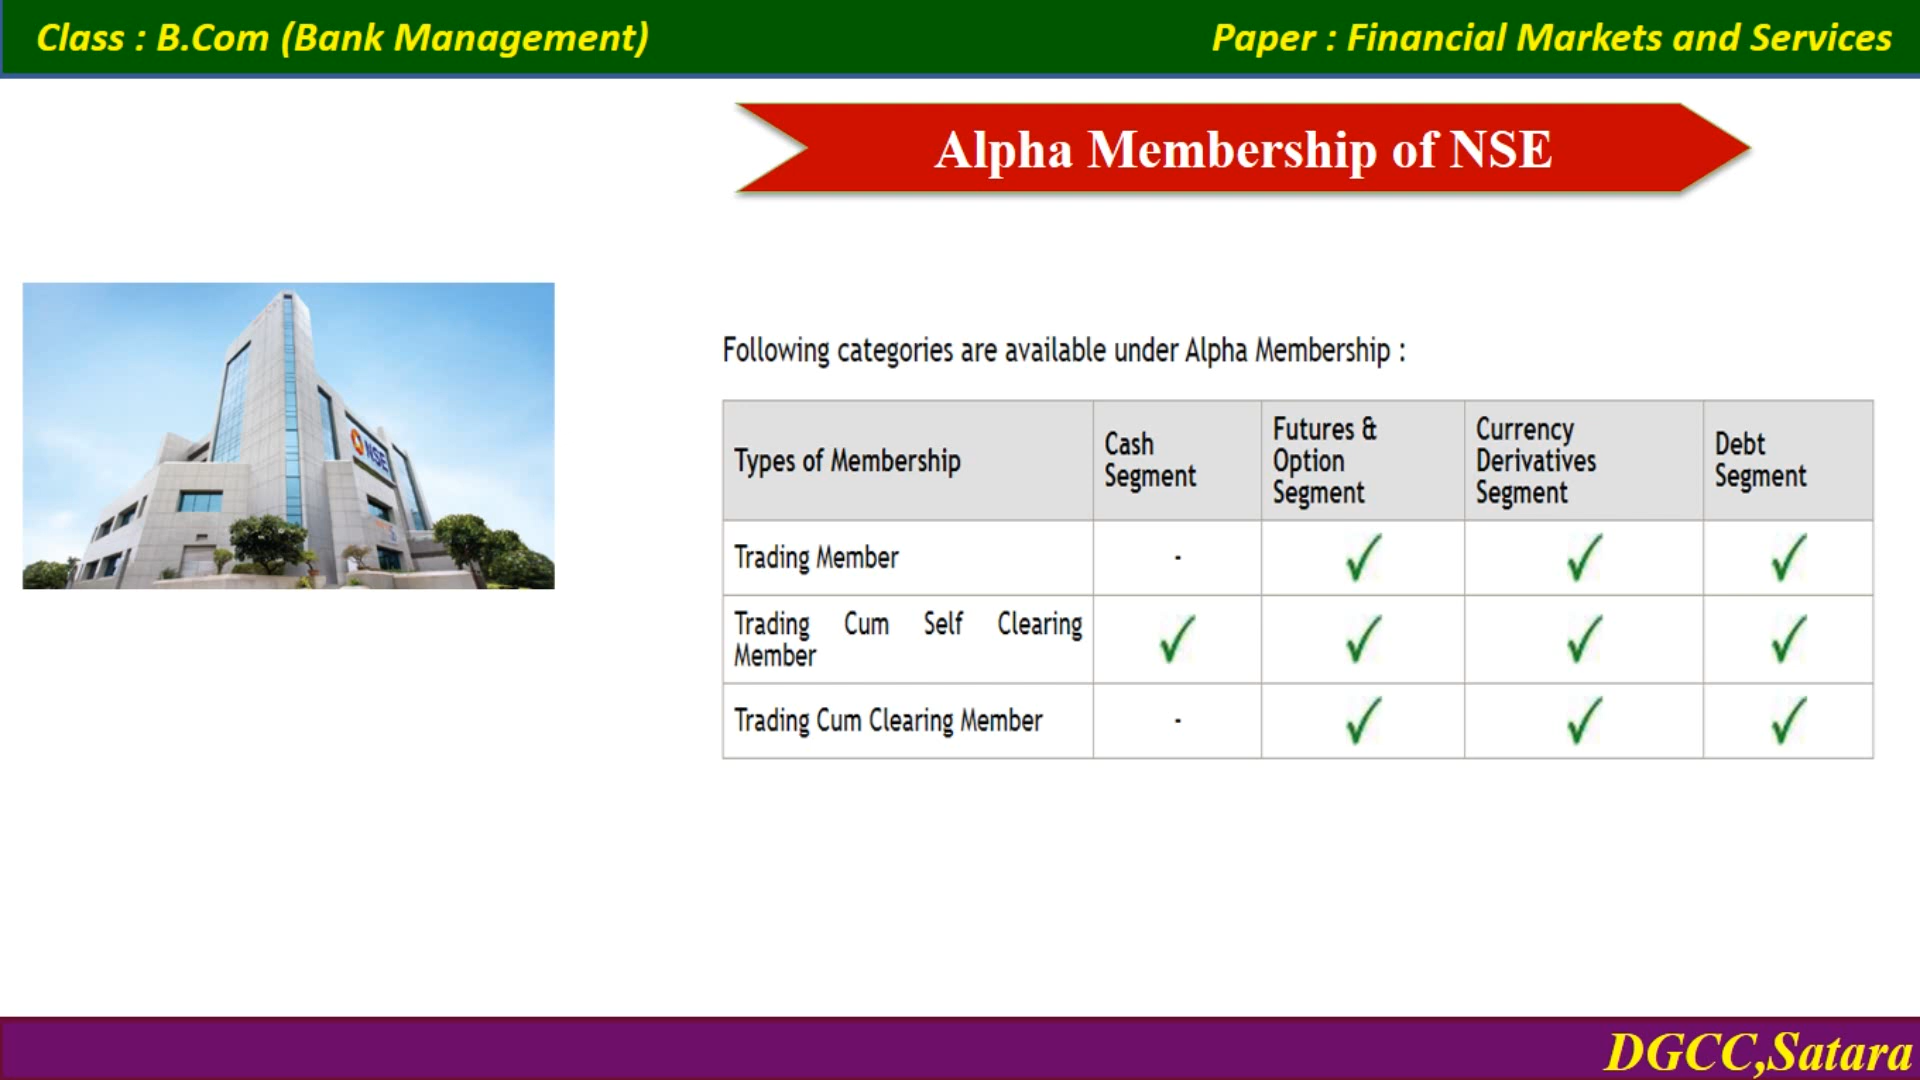 Class : B.Com (Bank Management)
Paper : Financial Markets and Services
Alpha Membership of NSE
NSE
Following categories are available under Alpha Membership :
Types of Membership
Cash
Segment
Futures &
Option
Segment
Currency
Derivatives
Segment
Debt
Segment
Trading Member
-
Trading Cum Self Clearing
Member
Trading Cum Clearing Member
-
DGCC,Satara